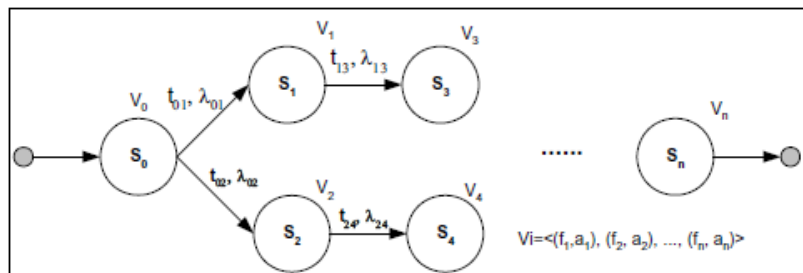 V₁
V₃
t₁₃, λ₁₃
S₁
S₃
t₀₁, λ₀₁
V₀
Vₙ
S₀
......
Sₙ
t₀₂, λ₀₂
V₂
V₄
t₂₄, λ₂₄
S₂
S₄
Vi=<(f₁,a₁), (f₂, a₂), ..., (fₙ, aₙ)>